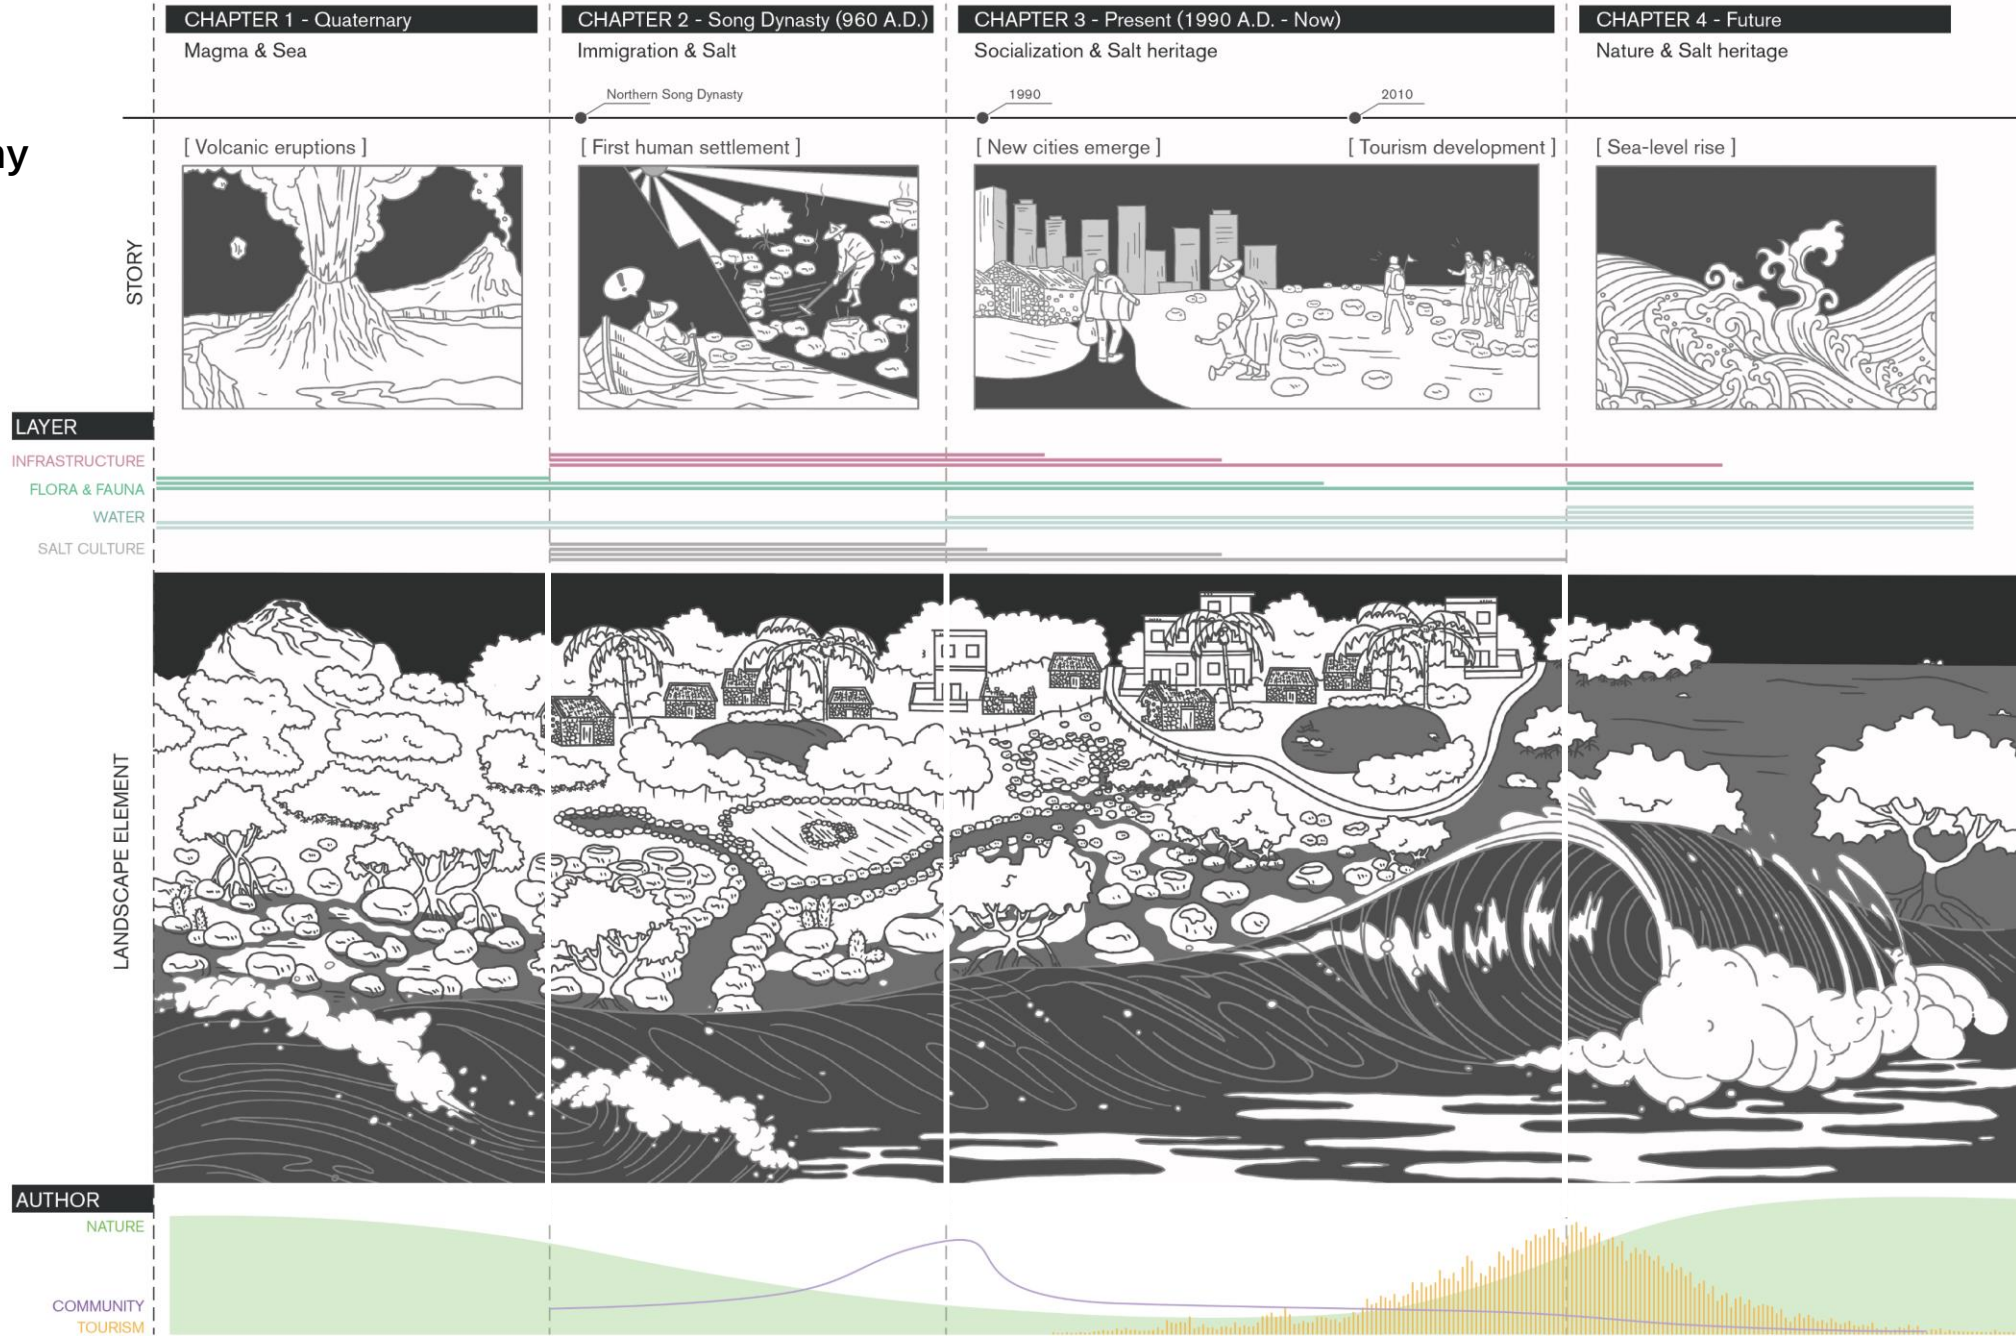 CHAPTER 1 - Quaternary
Magma & Sea
CHAPTER 2 - Song Dynasty (960 A.D.)
Immigration & Salt
CHAPTER 3 - Present (1990 A.D. - Now)
Socialization & Salt heritage
CHAPTER 4 - Future
Nature & Salt heritage
Northern Song Dynasty
1990
2010
[ Volcanic eruptions ]
[ First human settlement ]
[ New cities emerge ]
[ Tourism development ]
[ Sea-level rise ]
STORY
!
LAYER
INFRASTRUCTURE
FLORA & FAUNA
WATER
SALT CULTURE
LANDSCAPE ELEMENT
AUTHOR
NATURE
COMMUNITY
TOURISM